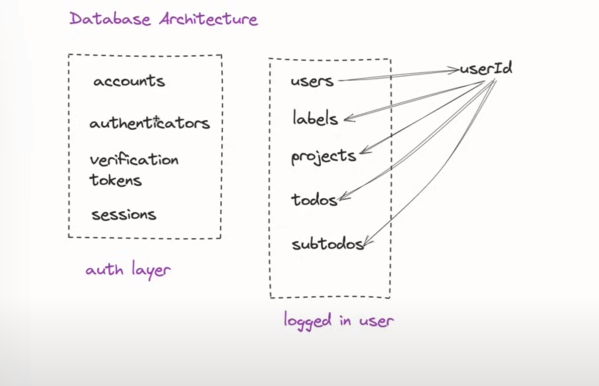 Database Architecture
accounts
authenticators
verification
tokens
sessions
auth layer
users
userId
labels
projects
todos
subtodos
logged in user